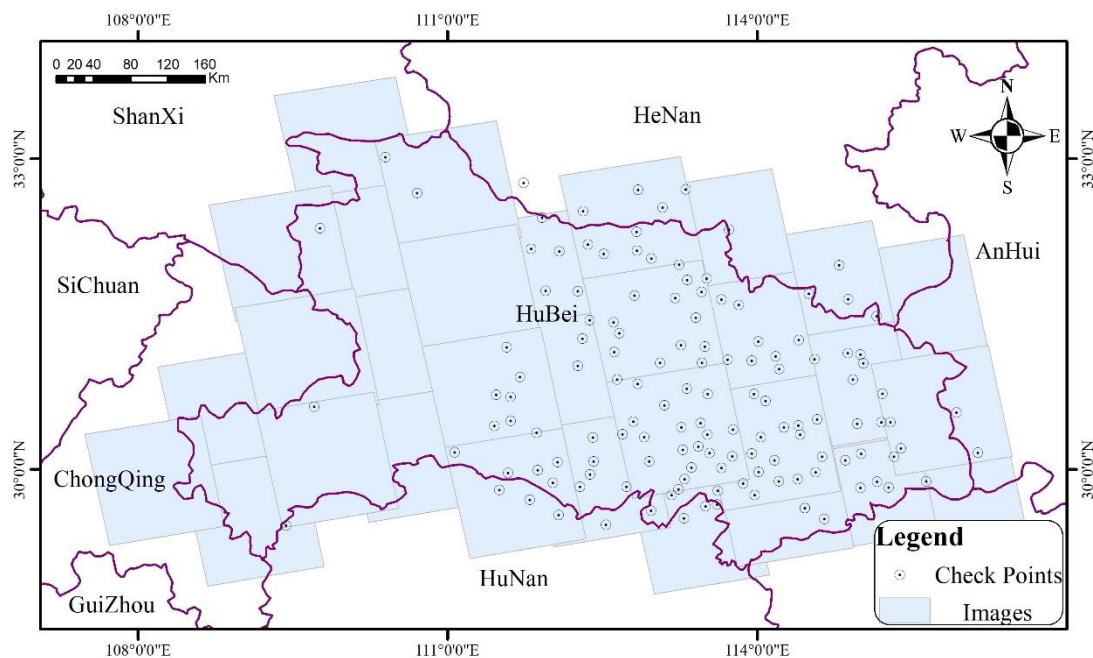 108°0'0"E 111°0'0"E 114°0'0"E
0 20 40 80 120 160
Km
ShanXi
HeNan
N
W E
S
33°0'0"N 33°0'0"N
SiChuan
AnHui
HuBei
30°0'0"N 30°0'0"N
ChongQing
HuNan
GuiZhou
Legend
Check Points
Images
108°0'0"E 111°0'0"E 114°0'0"E